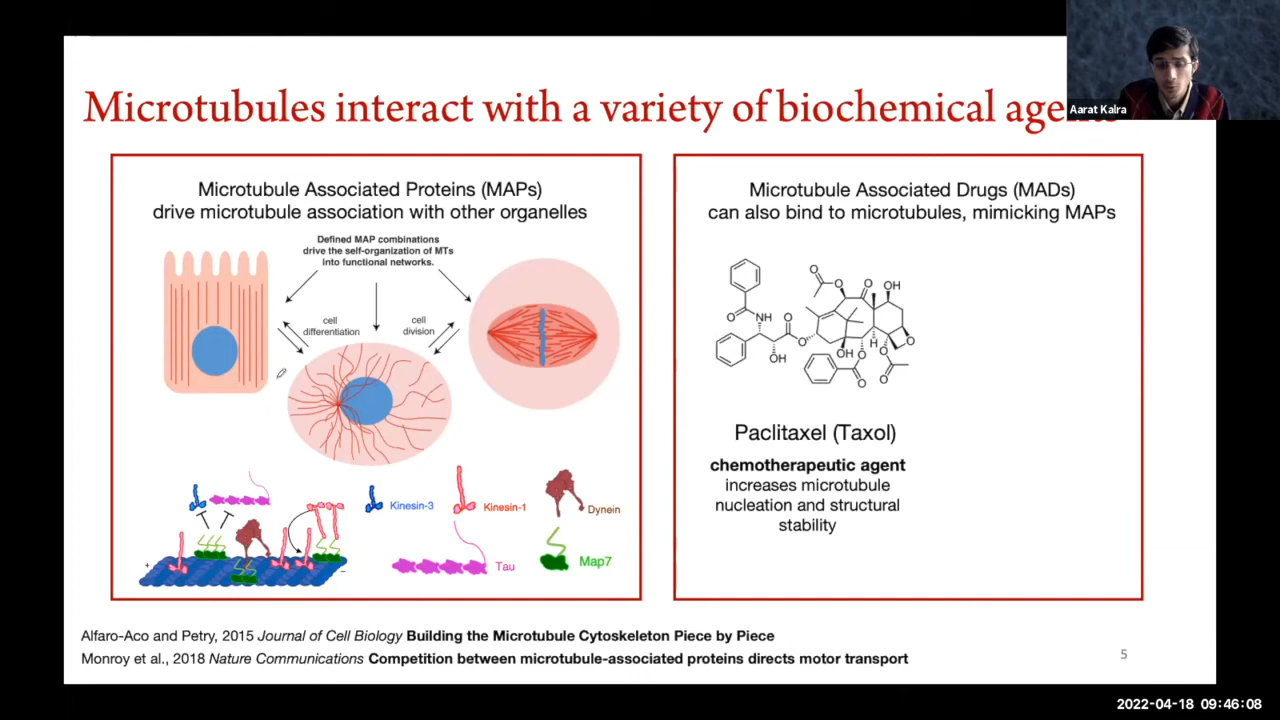 Microtubules interact with a variety of biochemical agents
Aarat Kalra
Microtubule Associated Proteins (MAPs)
drive microtubule association with other organelles
Defined MAP combinations
drive the self-organization of MTs
into functional networks.
cell
differentiation
cell
division
Kinesin-3
Kinesin-1
Dynein
Tau
Map7
+
−
Microtubule Associated Drugs (MADs)
can also bind to microtubules, mimicking MAPs
O
O
O
OH
O
NH
O
O
OH
OH
O
H
O
O
O
O
Paclitaxel (Taxol)
chemotherapeutic agent
increases microtubule
nucleation and structural
stability
Alfaro-Aco and Petry, 2015 Journal of Cell Biology Building the Microtubule Cytoskeleton Piece by Piece
Monroy et al., 2018 Nature Communications Competition between microtubule-associated proteins directs motor transport
5
2022-04-18 09:46:08